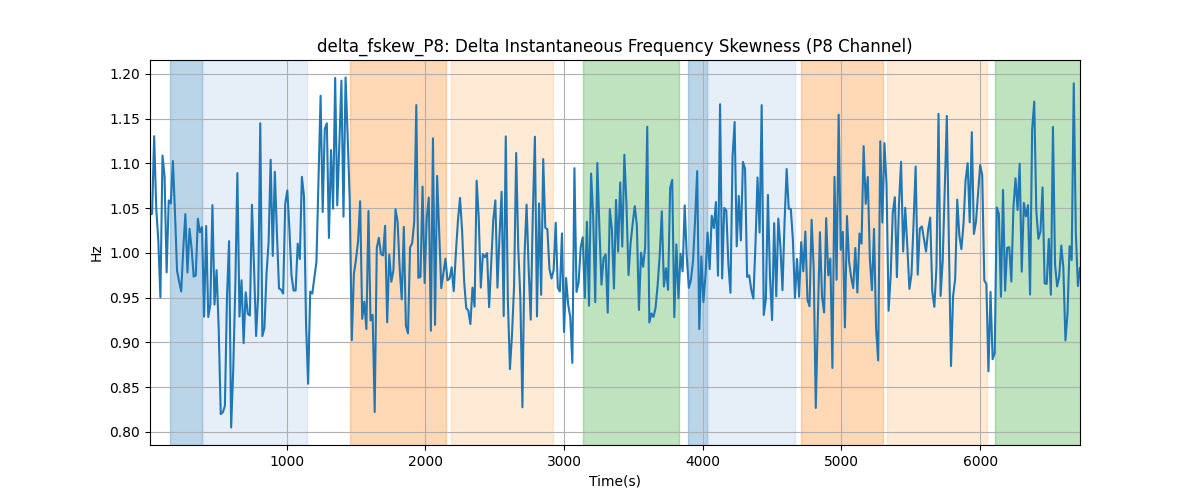 delta_fskew_P8: Delta Instantaneous Frequency Skewness (P8 Channel)
1.20
1.15
1.10
1.05
1.00
0.95
0.90
0.85
0.80
Hz
1000 2000 3000 4000 5000 6000
Time(s)